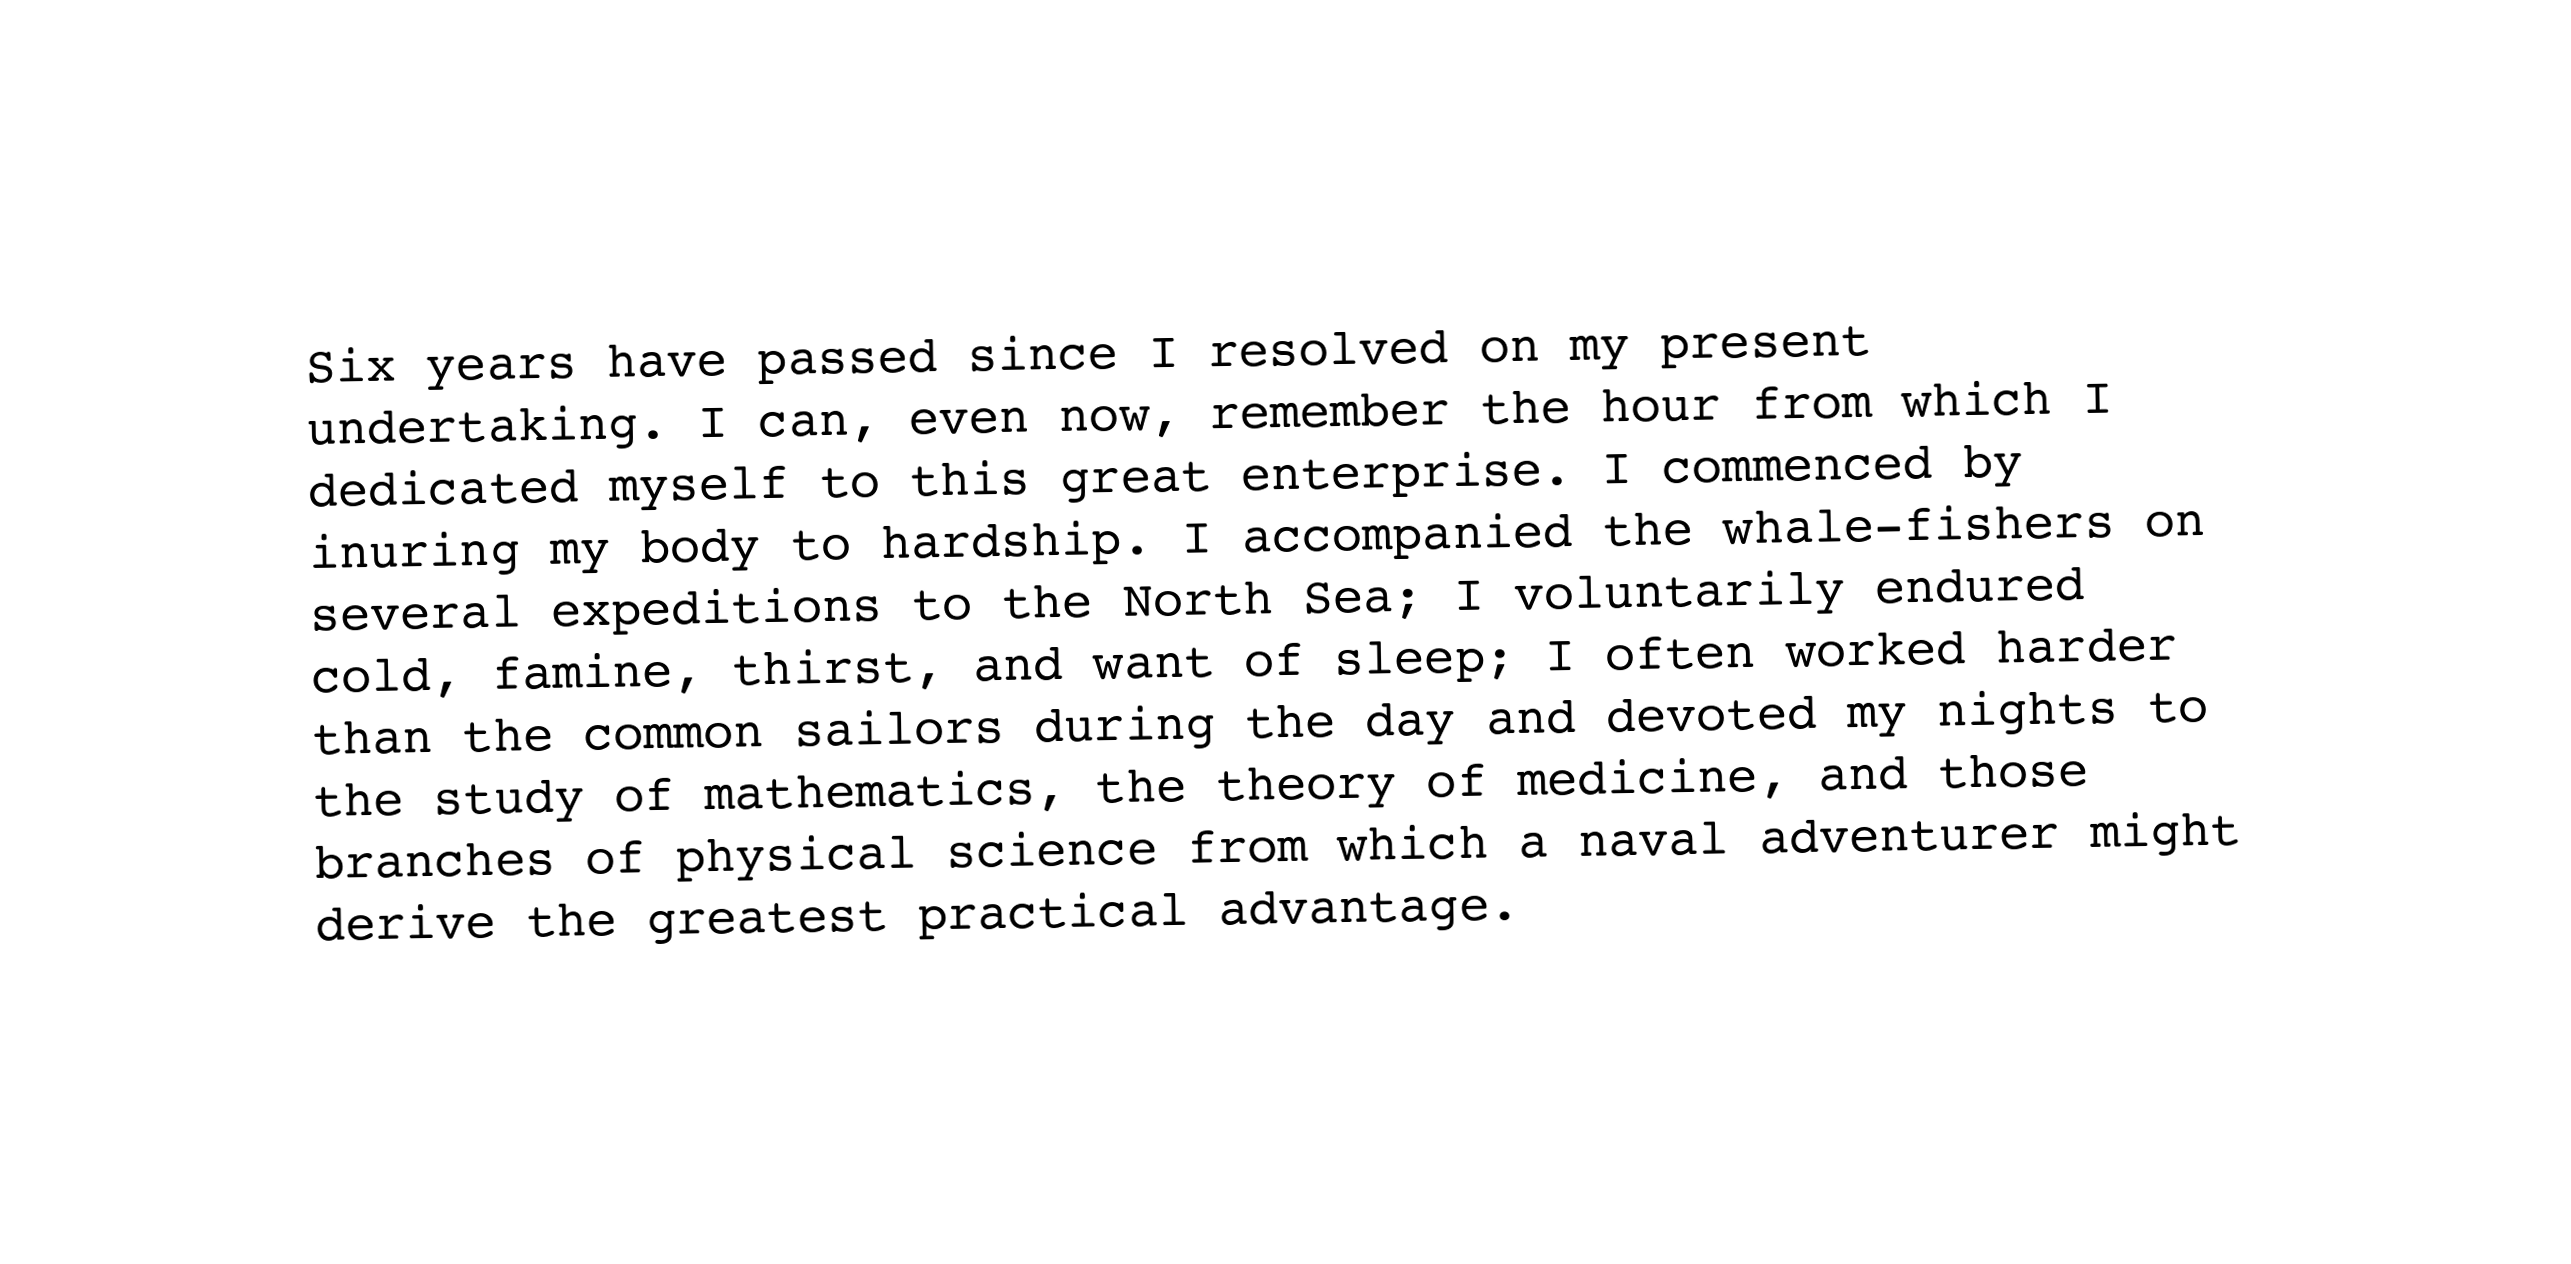 Six years have passed since I resolved on my present
undertaking. I can, even now, remember the hour from which I
dedicated myself to this great enterprise. I commenced by
inuring my body to hardship. I accompanied the whale-fishers on
several expeditions to the North Sea; I voluntarily endured
cold, famine, thirst, and want of sleep; I often worked harder
than the common sailors during the day and devoted my nights to
the study of mathematics, the theory of medicine, and those
branches of physical science from which a naval adventurer might
derive the greatest practical advantage.